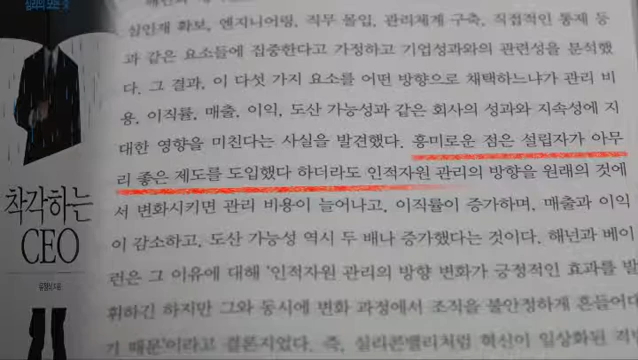 착각하는
CEO
심인재 확보, 엔지니어링, 직무 몰입, 관리체계 구축, 직접적인 통제 등
과 같은 요소들에 집중한다고 가정하고 기업성과와의 관련성을 분석했
다. 그 결과, 이 다섯 가지 요소를 어떤 방향으로 채택하느냐가 관리 비
용, 이직률, 매출, 이익, 도산 가능성과 같은 회사의 성과와 지속성에 지
대한 영향을 미친다는 사실을 발견했다. 흥미로운 점은 설립자가 아무
리 좋은 제도를 도입했다 하더라도 인적자원 관리의 방향을 원래의 것에
서 변화시키면 관리 비용이 늘어나고, 이직률이 증가하며, 매출과 이익
이 감소하고, 도산 가능성 역시 두 배나 증가했다는 것이다. 해넌과 베이
런은 그 이유에 대해 '인적자원 관리의 방향 변화가 긍정적인 효과를 발
휘하긴 하지만 그와 동시에 변화 과정에서 조직을 불안정하게 흔들어대
기 때문'이라고 결론지었다. 즉, 실리콘밸리처럼 혁신이 일상화된